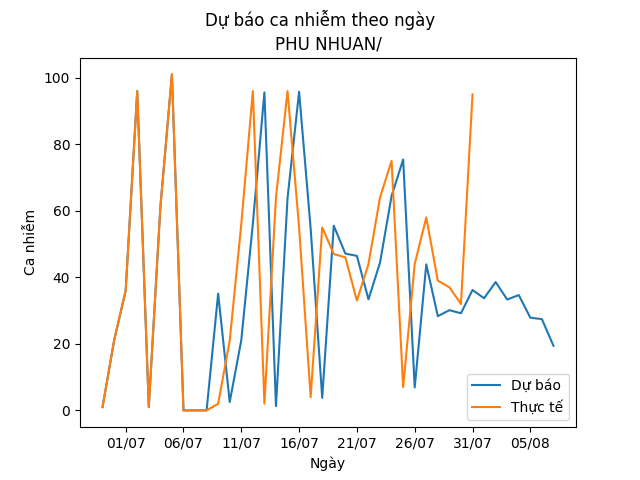 Dự báo ca nhiễm theo ngày
PHU NHUAN/
Ca nhiễm
100
80
60
40
20
0
01/07 06/07 11/07 16/07 21/07 26/07 31/07 05/08
Ngày
Dự báo
Thực tế